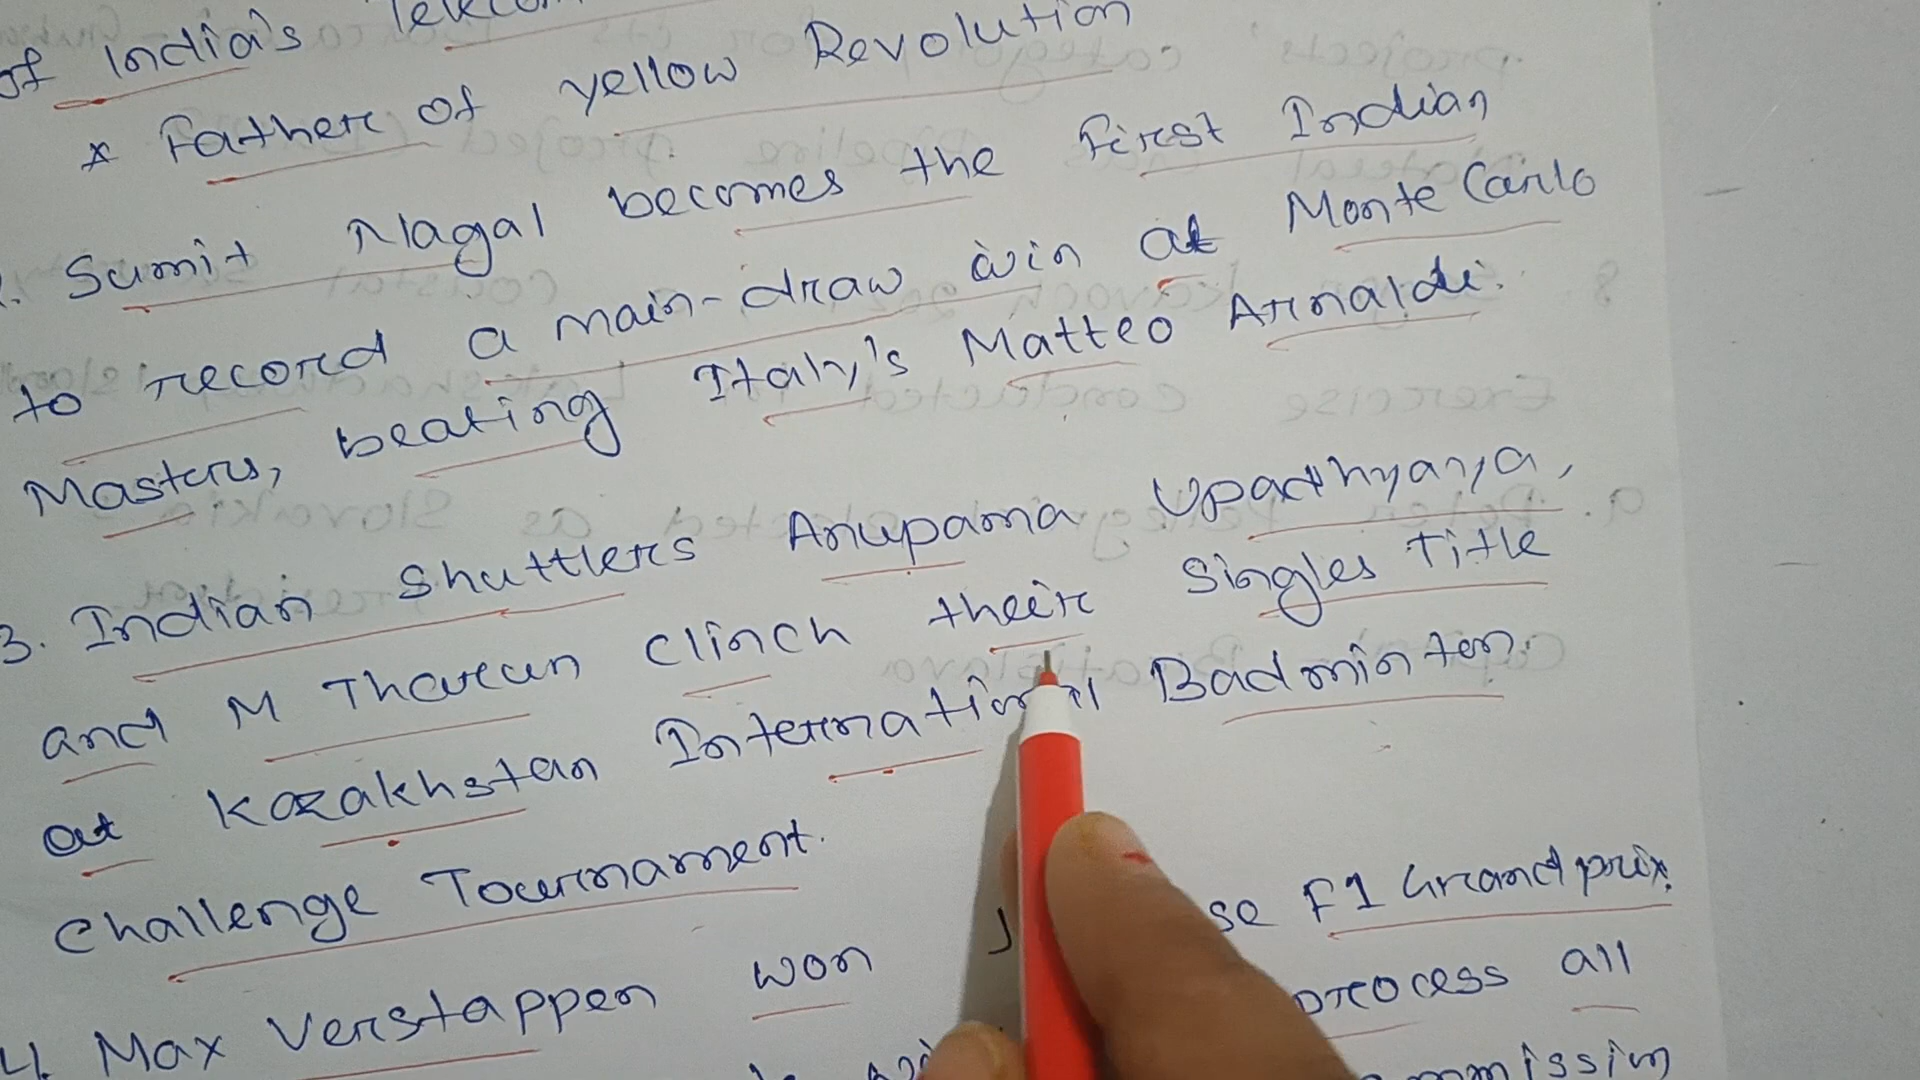 of India's
* Father of yellow Revolution
Sumit Nagal becomes the First Indian
to record a main-draw win at Monte Carlo
Masters, beating Italy's Matteo Arnaldi.
3. Indian Shuttlers Anupama Upadhyaya,
and M Tharun clinch their Singles Title
at Kazakhstan International Badminton.
Challenge Tournament.
4. Max Verstappen won F1 Grand prix.
process all